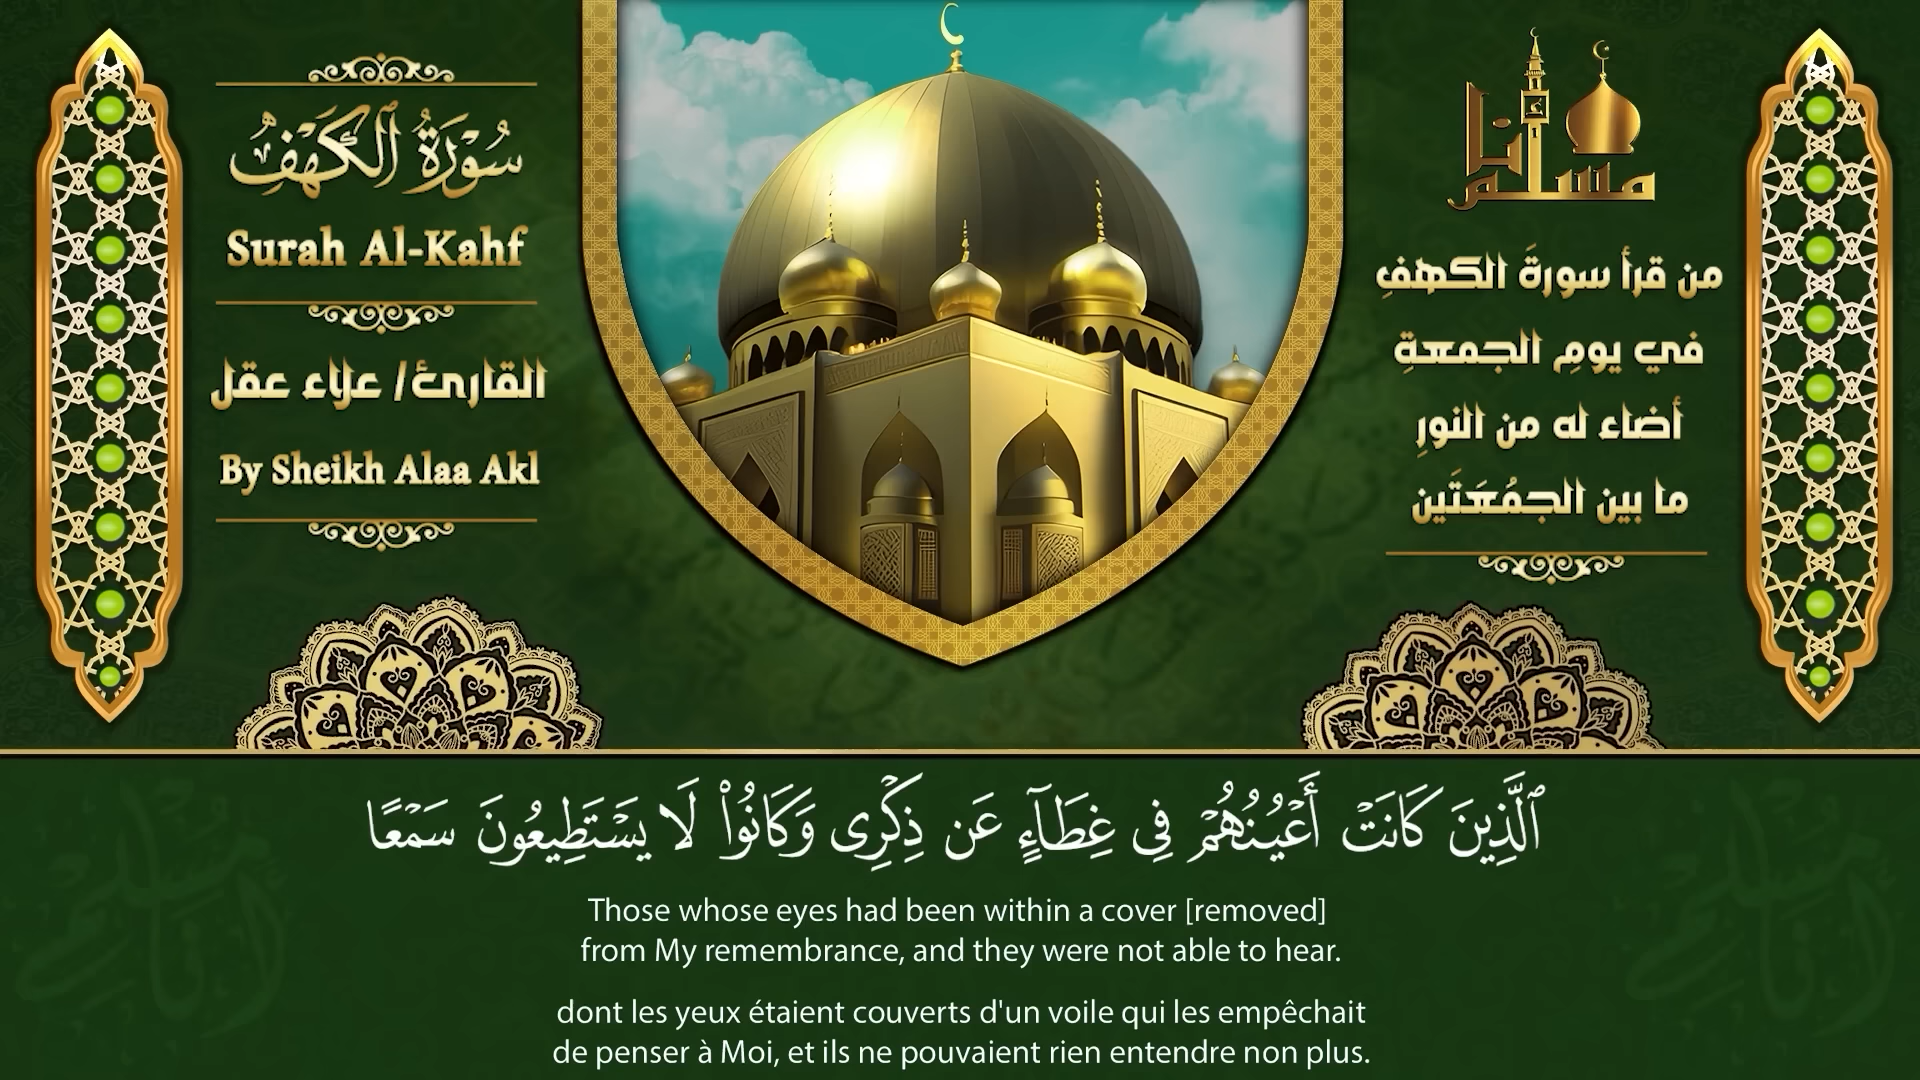 سُوْرَةُ الكَهْفِ
Surah Al-Kahf
القارئ / علاء عقل
By Sheikh Alaa Akl
أنا مسلم
من قرأ سورةَ الكهفِ
في يومِ الجمعةِ
أضاء له من النورِ
ما بين الجمُعَتَين
ٱلَّذِينَ كَانَتْ أَعْيُنُهُمْ فِى غِطَآءٍ عَن ذِكْرِى وَكَانُوا۟ لَا يَسْتَطِيعُونَ سَمْعًا
Those whose eyes had been within a cover [removed]
from My remembrance, and they were not able to hear.
dont les yeux étaient couverts d'un voile qui les empêchait
de penser à Moi, et ils ne pouvaient rien entendre non plus.